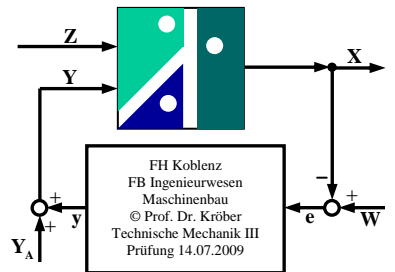 Z
Y
X
FH Koblenz
FB Ingenieurwesen
Maschinenbau
© Prof. Dr. Kröber
Technische Mechanik III
Prüfung 14.07.2009
−
+
+
y
e
W
+
Y_A